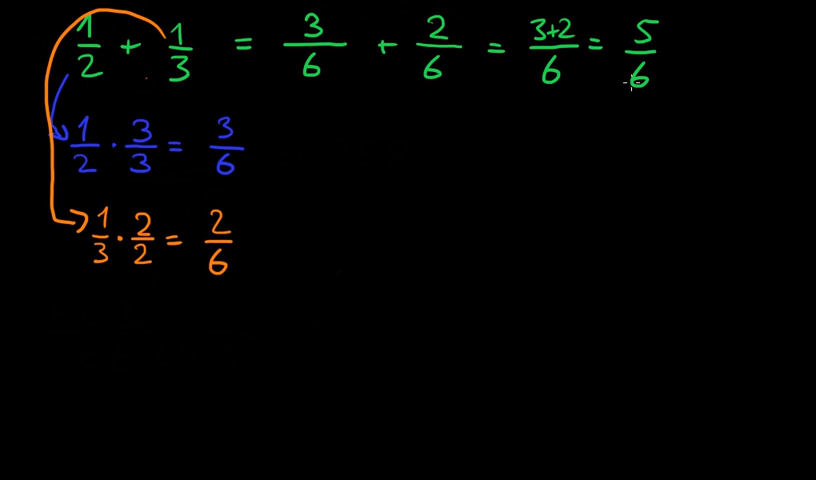 1/2 + 1/3 = 3/6 + 2/6 = 3+2/6 = 5/6
1/2 · 3/3 = 3/6
1/3 · 2/2 = 2/6